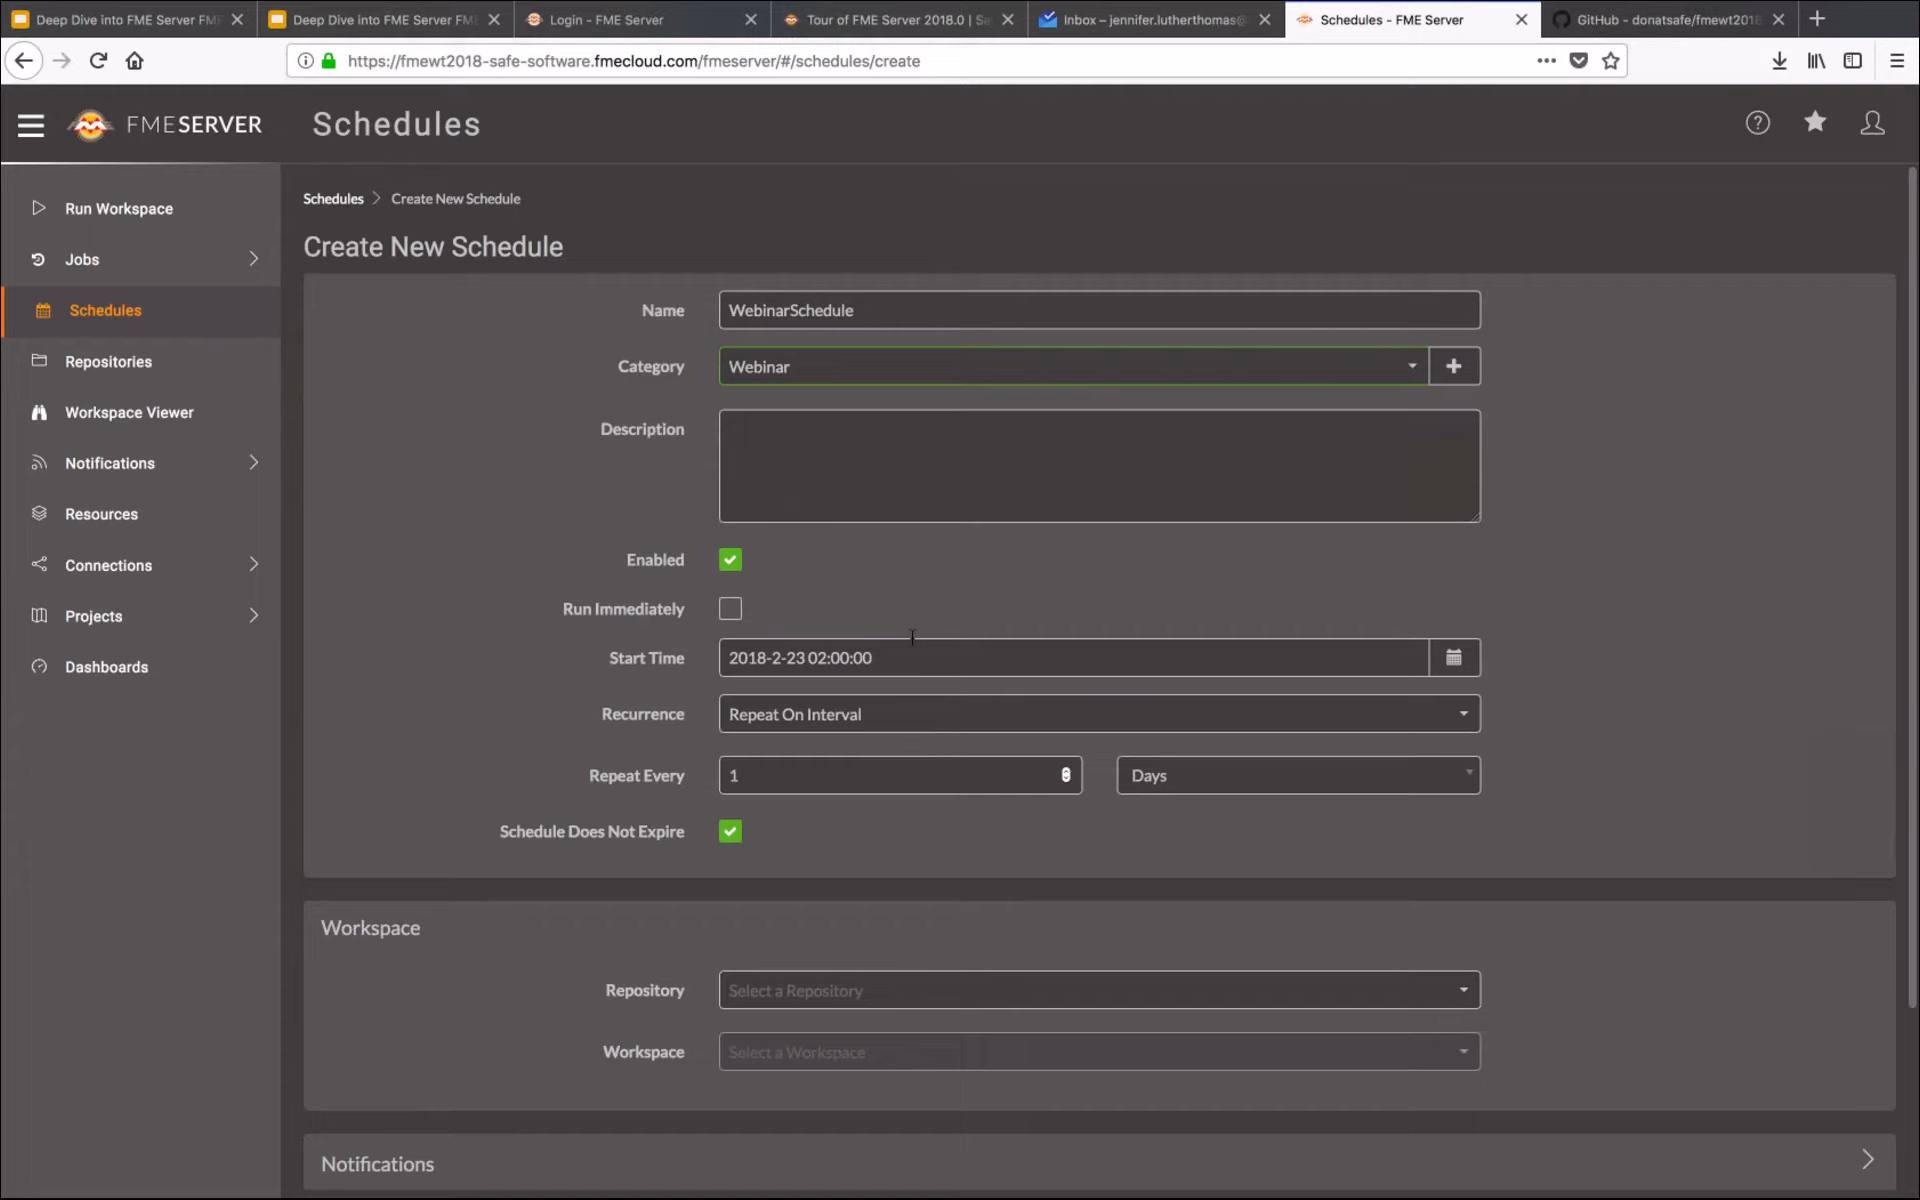 Deep Dive into FME Server FME
Deep Dive into FME Server FME
Login - FME Server
Tour of FME Server 2018.0 | Sa
Inbox – jennifer.lutherthomas@
Schedules - FME Server
GitHub - donatsafe/fmewt2018
https://fmewt2018-safe-software.fmecloud.com/fmeserver/#/schedules/create
FMESERVER
Schedules
Run Workspace
Jobs
Schedules
Repositories
Workspace Viewer
Notifications
Resources
Connections
Projects
Dashboards
Schedules > Create New Schedule
Create New Schedule
Name WebinarSchedule
Category Webinar
Description
Enabled
Run Immediately
Start Time 2018-2-23 02:00:00
Recurrence Repeat On Interval
Repeat Every 1 Days
Schedule Does Not Expire
Workspace
Repository Select a Repository
Workspace Select a Workspace
Notifications